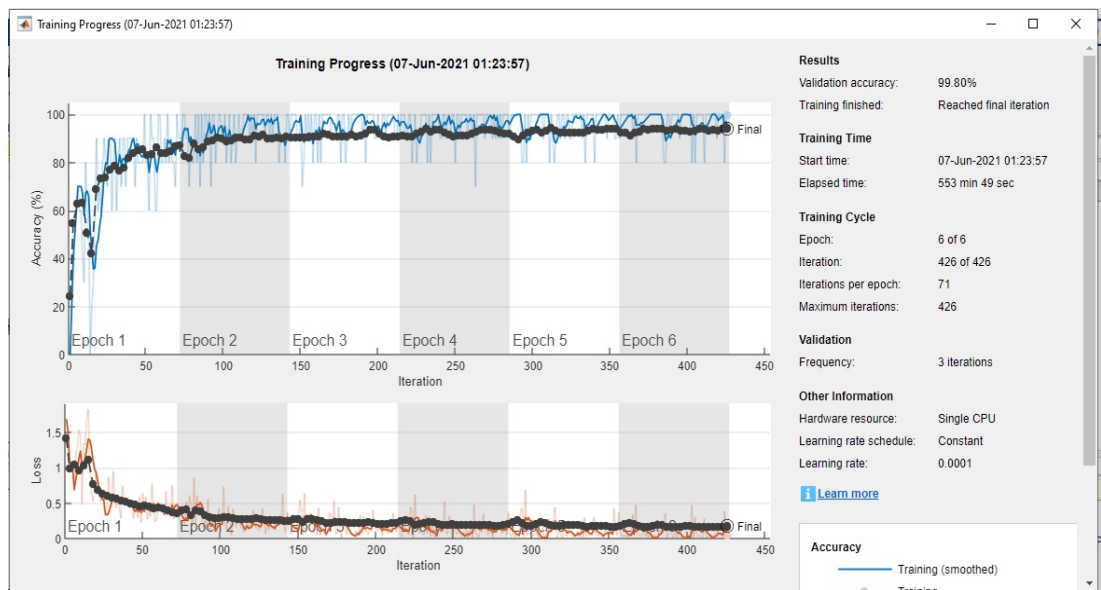 Training Progress (07-Jun-2021 01:23:57)
Training Progress (07-Jun-2021 01:23:57)
Accuracy (%)
100
80
60
40
20
0
Final
Epoch 1 Epoch 2 Epoch 3 Epoch 4 Epoch 5 Epoch 6
0 50 100 150 200 250 300 350 400 450
Iteration
Loss
1.5
1
0.5
0
Final
Epoch 1 Epoch 2
0 50 100 150 200 250 300 350 400 450
Iteration
Results
Validation accuracy: 99.80%
Training finished: Reached final iteration
Training Time
Start time: 07-Jun-2021 01:23:57
Elapsed time: 553 min 49 sec
Training Cycle
Epoch: 6 of 6
Iteration: 426 of 426
Iterations per epoch: 71
Maximum iterations: 426
Validation
Frequency: 3 iterations
Other Information
Hardware resource: Single CPU
Learning rate schedule: Constant
Learning rate: 0.0001
i Learn more
Accuracy
Training (smoothed)
Training